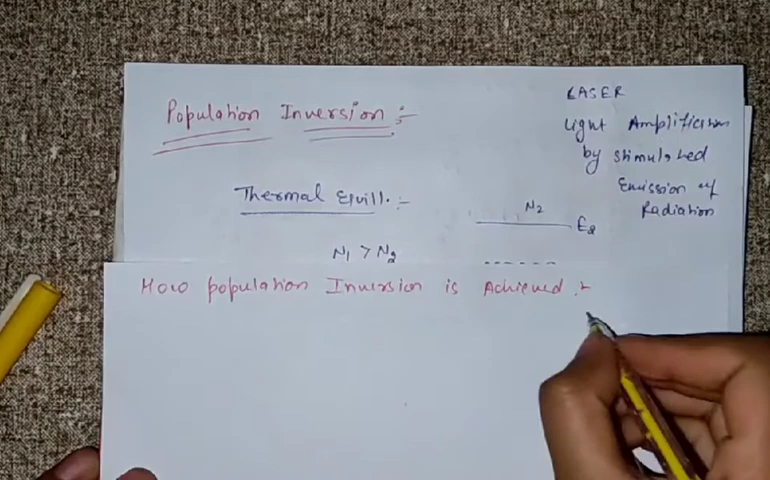 Population Inversion :-
LASER
Light Amplification
by stimulated
Emission of
Radiation
Thermal Equill. :-
N2
E2
N1 > N2
How population Inversion is Achieved :-